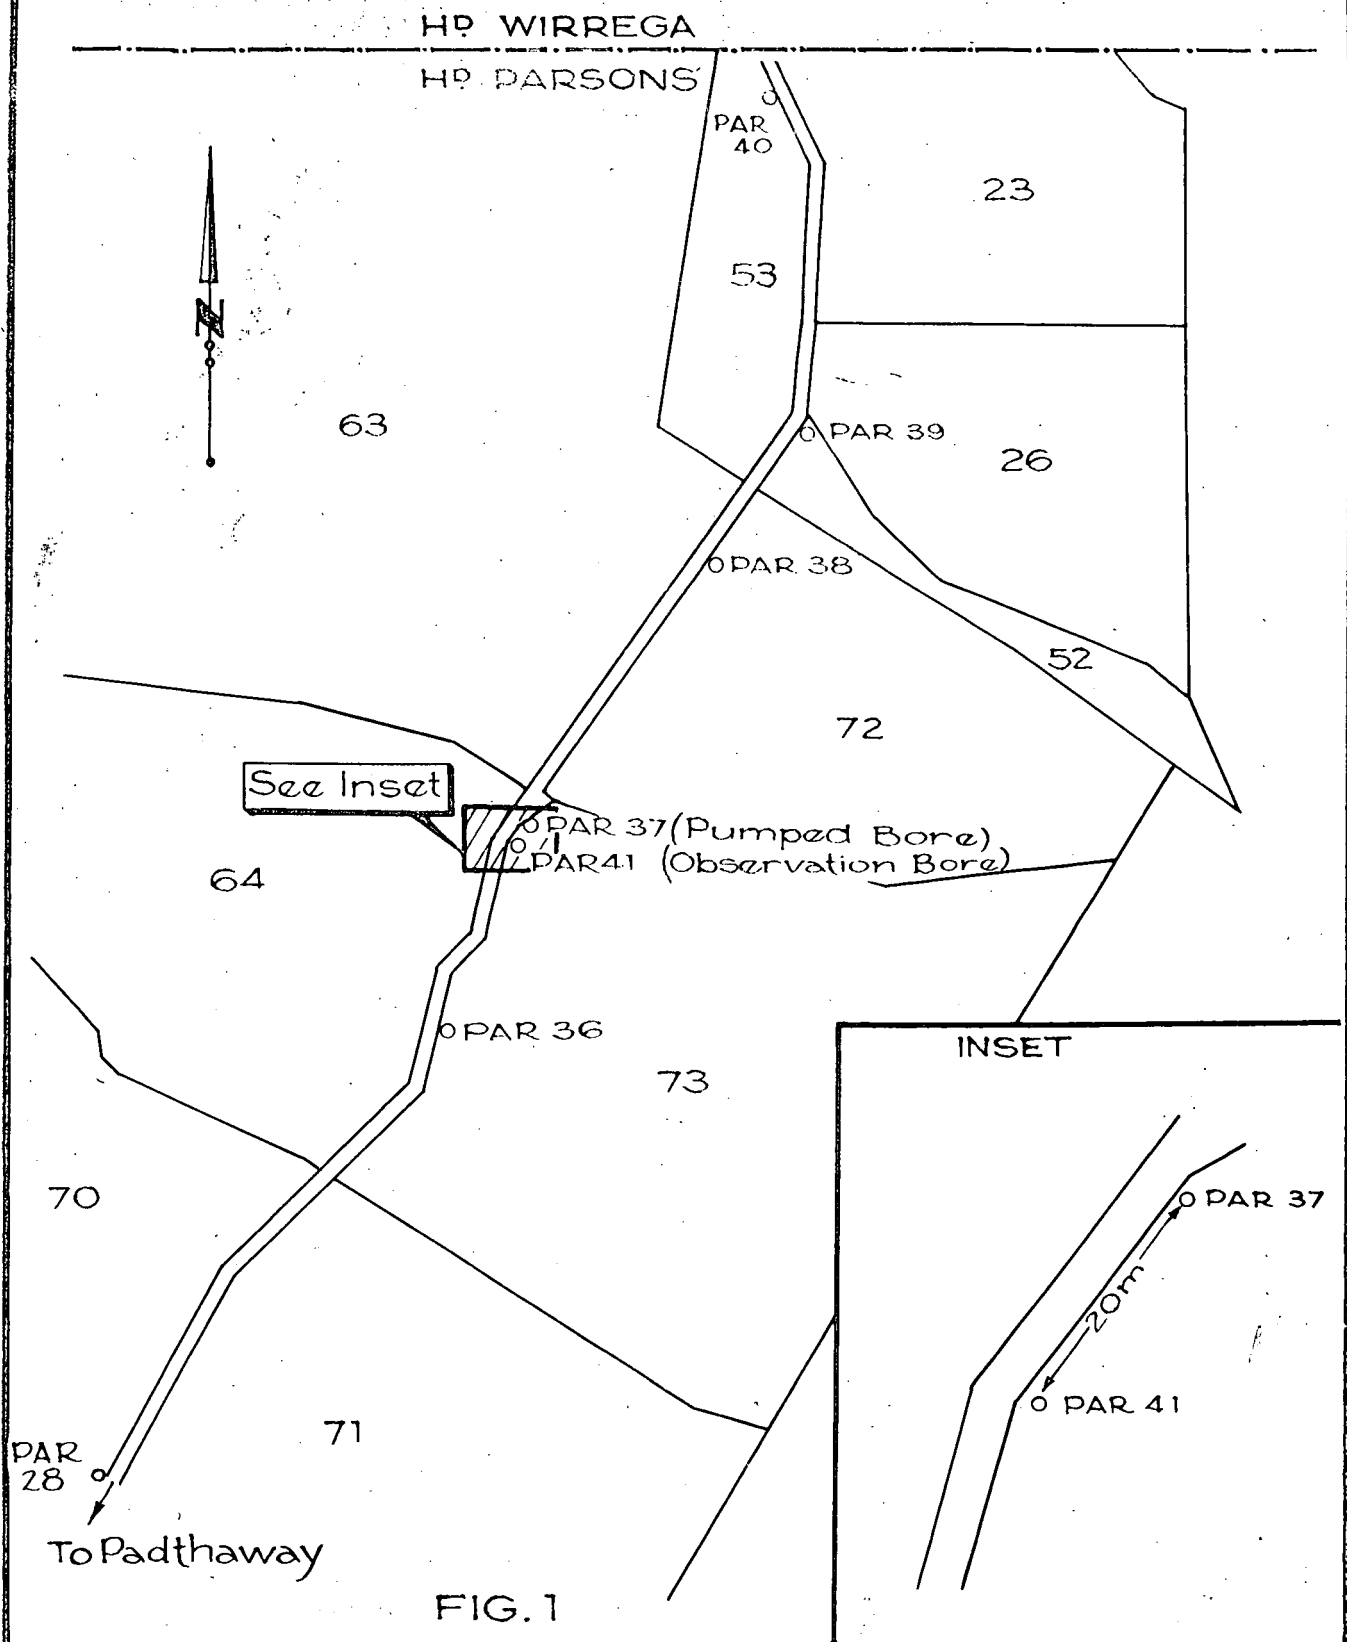 HD WIRREGA
HD PARSONS
PAR
40
23
53
N
63
PAR 39
26
PAR 38
52
72
See Inset
PAR 37 (Pumped Bore)
PAR 41 (Observation Bore)
64
PAR 36
73
INSET
70
PAR 37
20m
PAR 41
71
PAR
28
To Padthaway
FIG. 1